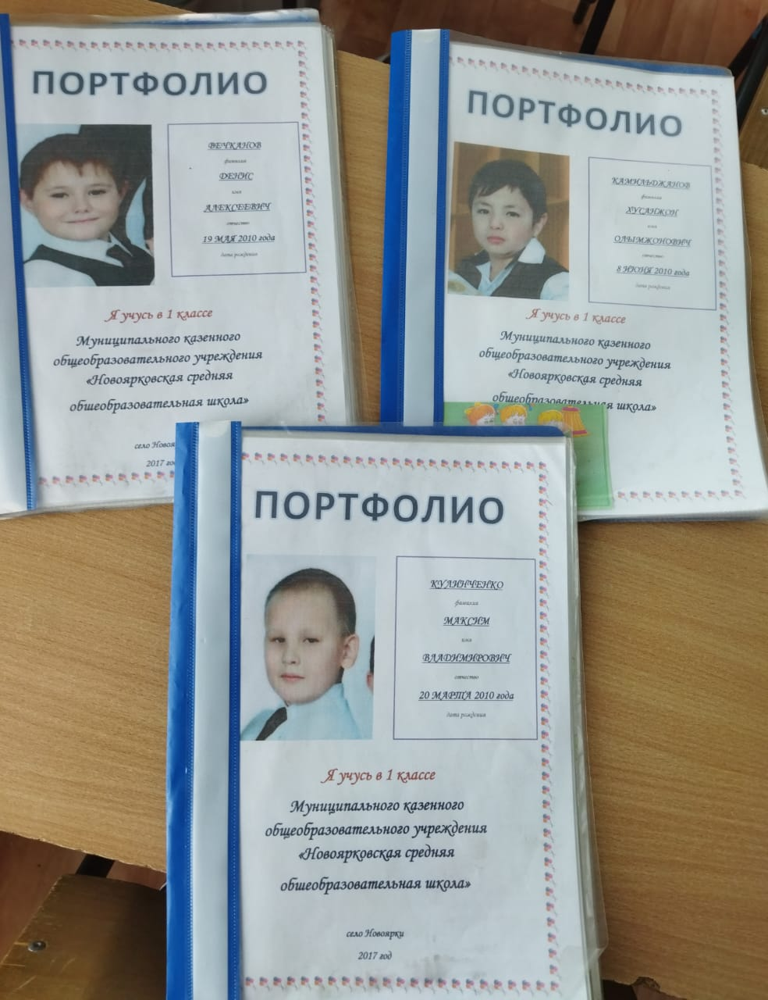 ПОРТФОЛИО
ВЕЧКАНОВ
фамилия
ДЕНИС
имя
АЛЕКСЕЕВИЧ
отчество
19 МАЯ 2010 года
дата рождения
Я учусь в 1 классе
Муниципального казенного
общеобразовательного учреждения
«Новоярковская средняя
общеобразовательная школа»
село
2017
ПОРТФОЛИО
КАМИЛЬДЖАНОВ
фамилия
ХУСАНЖОН
имя
ОЛЫМЖОНОВИЧ
отчество
8 ИЮНЯ 2010 года
дата рождения
Я учусь в 1 классе
Муниципального казенного
общеобразовательного учреждения
«Новоярковская средняя
общеобразовательная школа»
ПОРТФОЛИО
КУЛИНЧЕНКО
фамилия
МАКСИМ
имя
ВЛАДИМИРОВИЧ
отчество
20 МАРТА 2010 года
дата рождения
Я учусь в 1 классе
Муниципального казенного
общеобразовательного учреждения
«Новоярковская средняя
общеобразовательная школа»
село Новоярки
2017 год